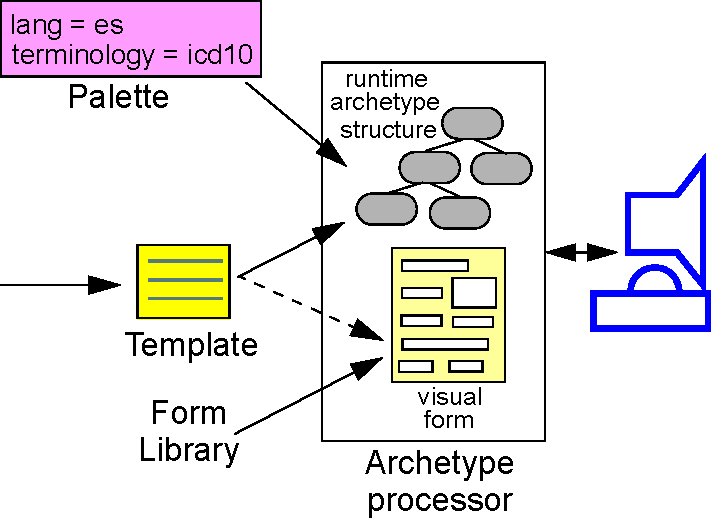 lang = es
terminology = icd10
Palette
runtime
archetype
structure
Template
Form
Library
visual
form
Archetype
processor